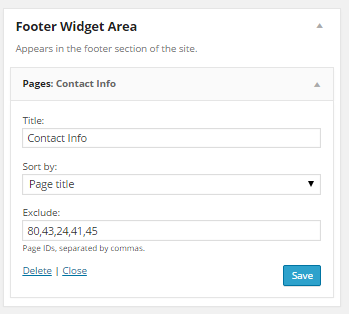 Footer Widget Area
Appears in the footer section of the site.
Pages: Contact Info
Title:
Contact Info
Sort by:
Page title
Exclude:
80,43,24,41,45
Page IDs, separated by commas.
Delete | Close
Save